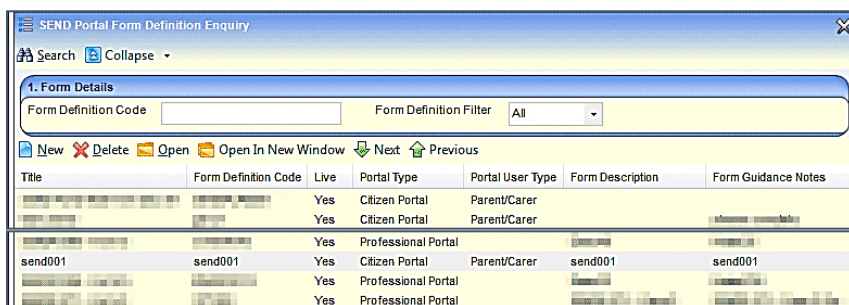 SEND Portal Form Definition Enquiry
Search Collapse
1. Form Details
Form Definition Code Form Definition Filter All
New Delete Open Open In New Window Next Previous
Title Form Definition Code Live Portal Type Portal User Type Form Description Form Guidance Notes
Yes Citizen Portal Parent/Carer
Yes Citizen Portal Parent/Carer
Yes Professional Portal
send001 send001 Yes Citizen Portal Parent/Carer send001 send001
Yes Professional Portal
Yes Professional Portal